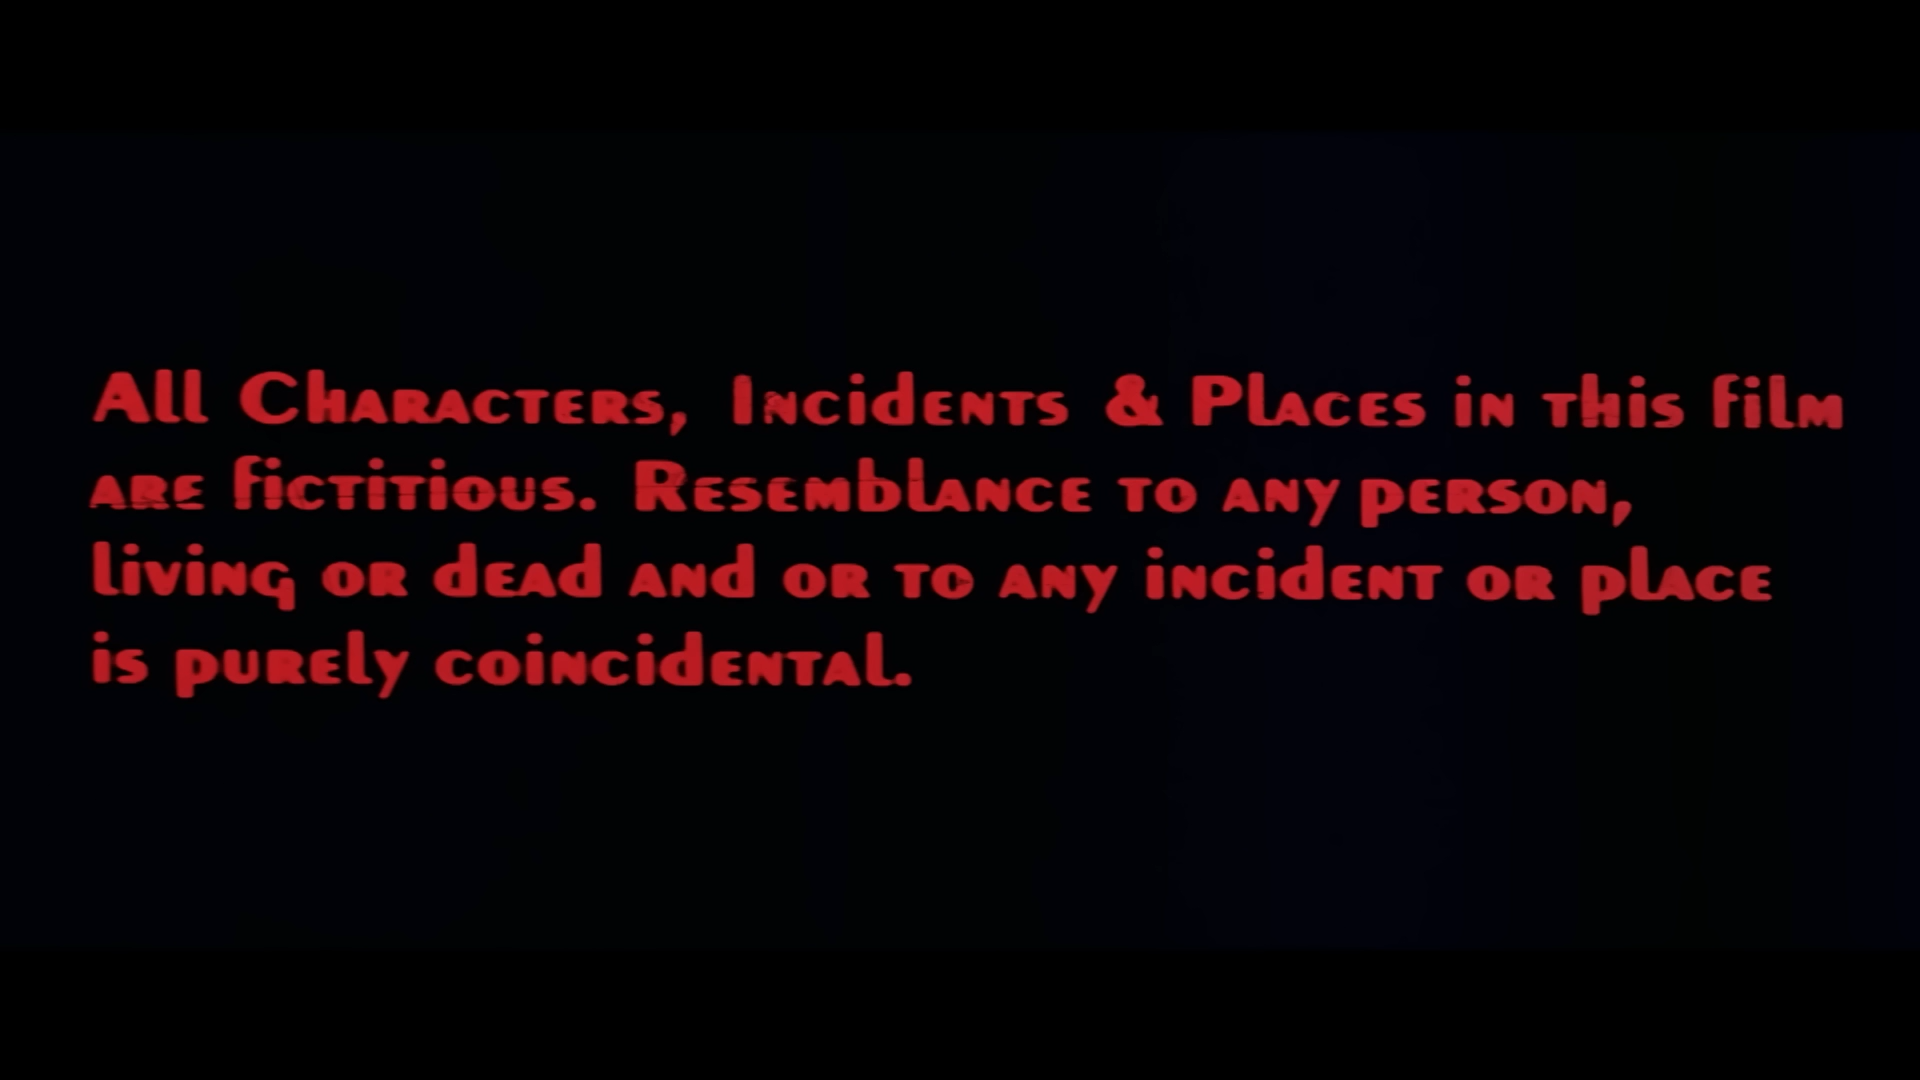 All Characters, Incidents & Places in this film
are fictitious. Resemblance to any person,
living or dead and or to any incident or place
is purely coincidental.